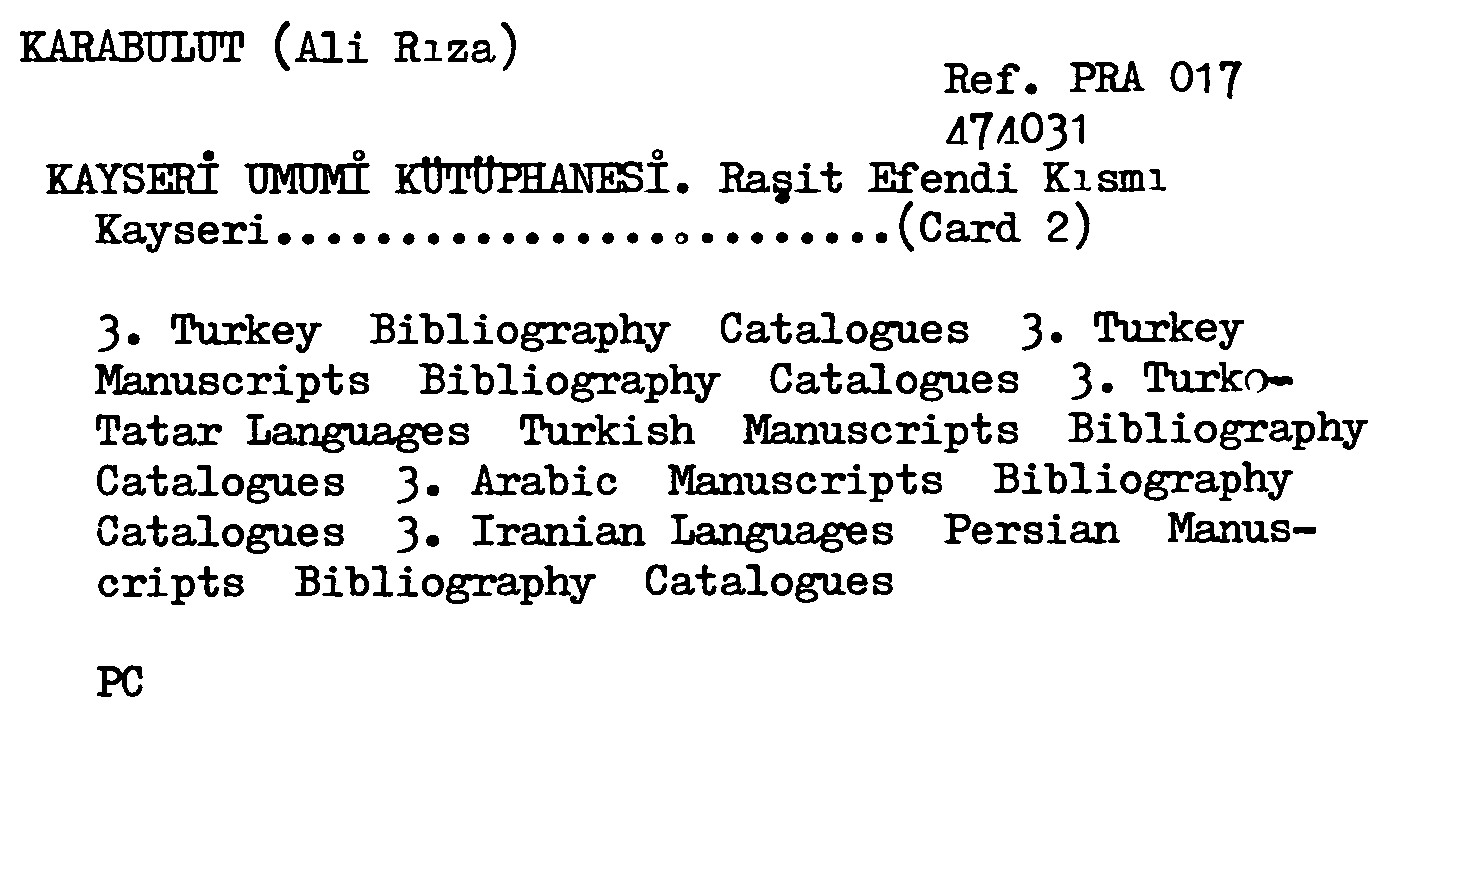 KARABULUT (Ali Rıza)
Ref. PRA 017
474031
KAYSERİ UMUMİ KÜTÜPHANESİ. Raşit Efendi Kısmı
Kayseri.........................(Card 2)
3. Turkey Bibliography Catalogues 3. Turkey
Manuscripts Bibliography Catalogues 3. Turko-
Tatar Languages Turkish Manuscripts Bibliography
Catalogues 3. Arabic Manuscripts Bibliography
Catalogues 3. Iranian Languages Persian Manus-
cripts Bibliography Catalogues
PC